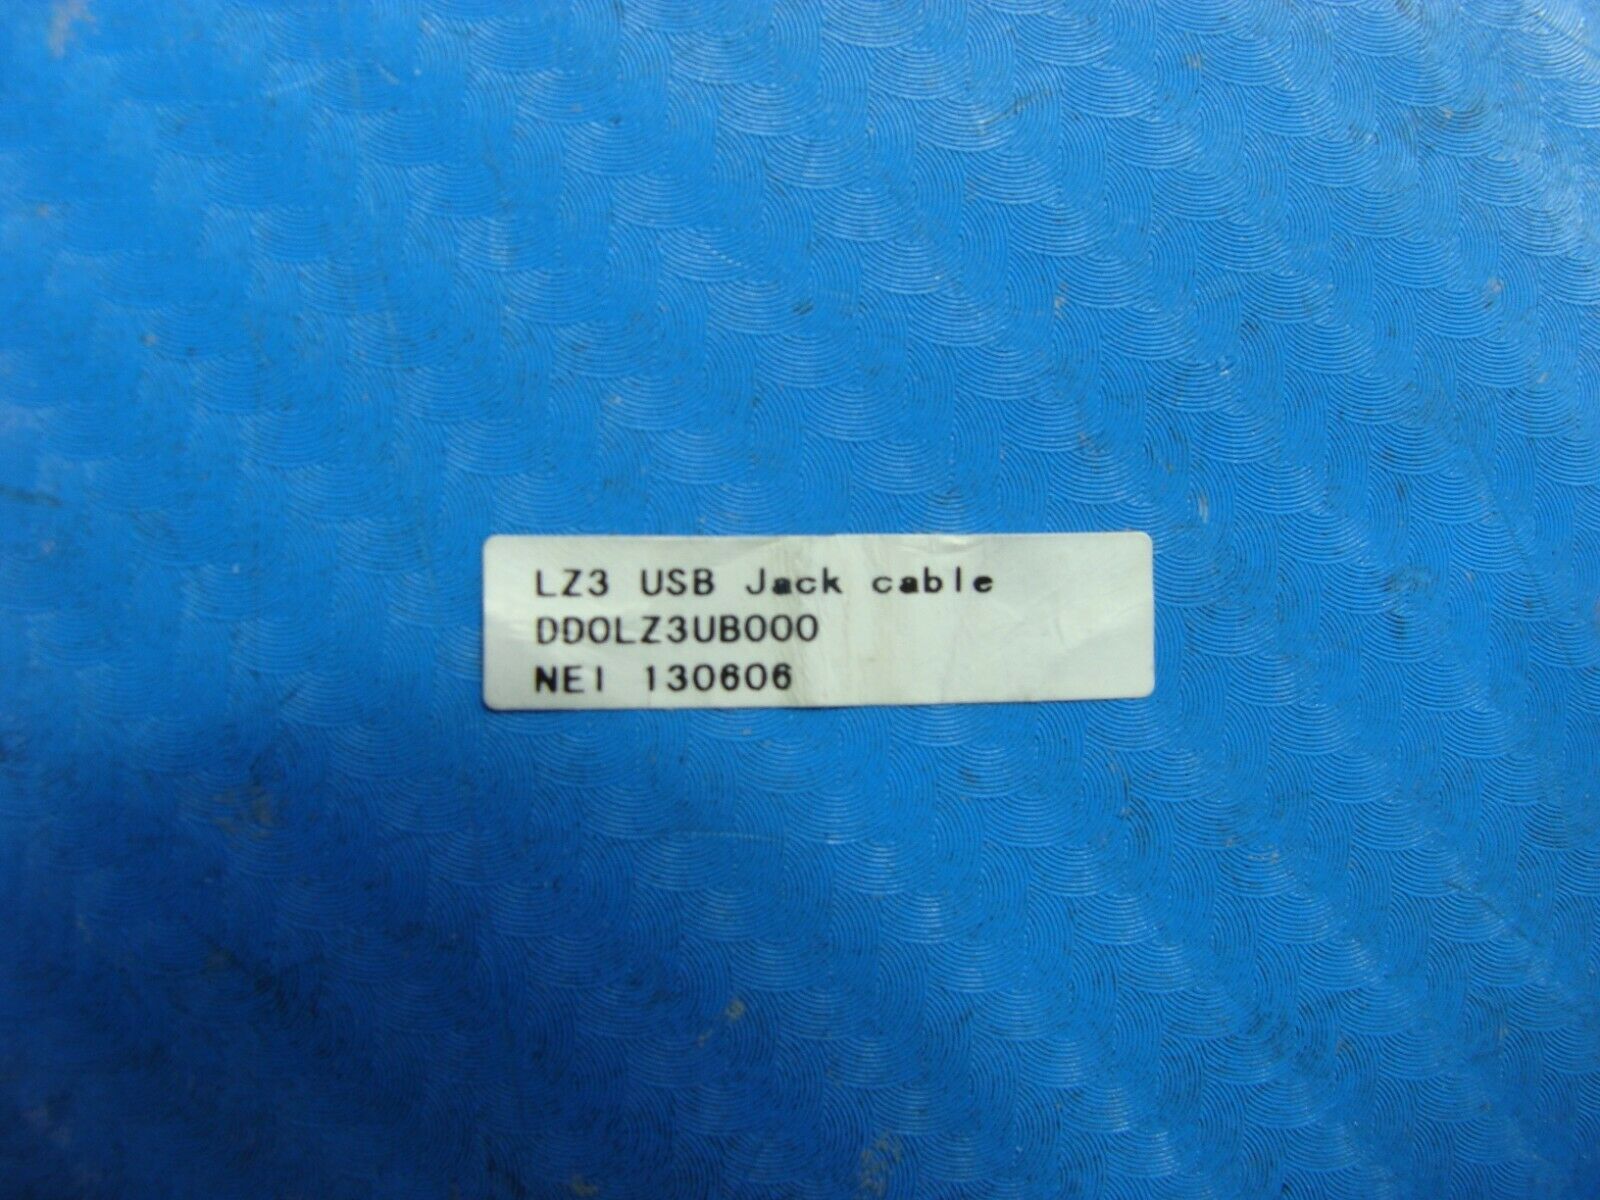 LZ3 USB Jack cable
DD0LZ3UB000
NEI 130606